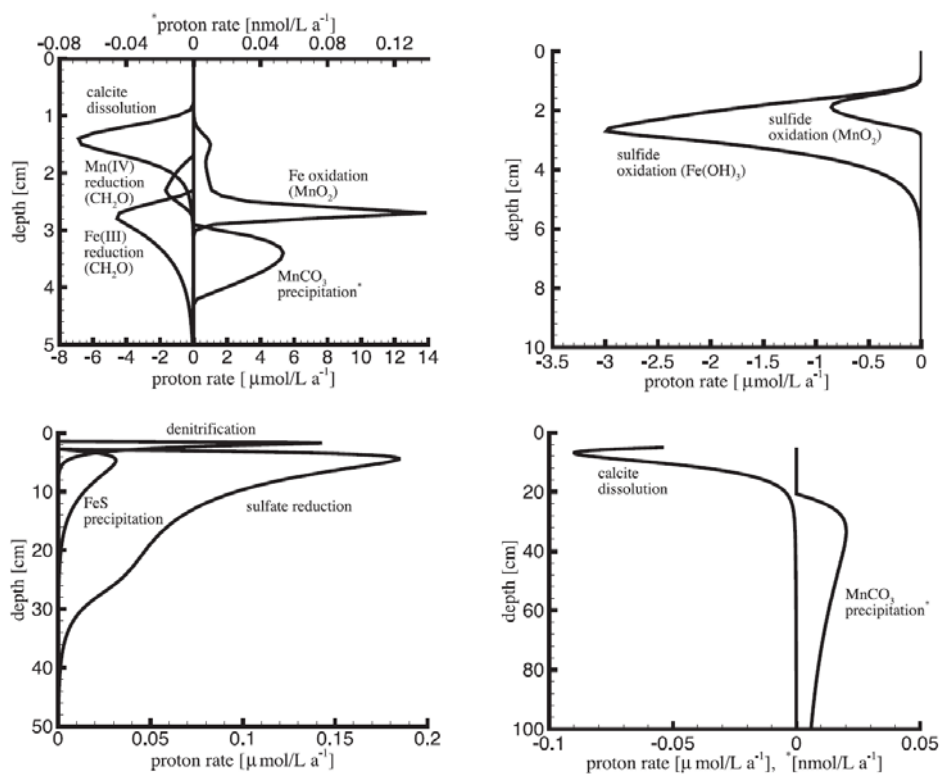 *proton rate [nmol/L a-1]
-0.08 -0.04 0 0.04 0.08 0.12
0
1
2
3
4
5
depth [cm]
calcite
dissolution
Mn(IV)
reduction
(CH2O)
Fe(III)
reduction
(CH2O)
Fe oxidation
(MnO2)
MnCO3
precipitation*
-8 -6 -4 -2 0 2 4 6 8 10 12 14
proton rate [ μmol/L a-1]
0
2
4
6
8
10
depth [cm]
sulfide
oxidation (MnO2)
sulfide
oxidation (Fe(OH)3)
-3.5 -3 -2.5 -2 -1.5 -1 -0.5 0
proton rate [ μmol/L a-1]
0
10
20
30
40
50
depth [cm]
denitrification
FeS
precipitation
sulfate reduction
0 0.05 0.1 0.15 0.2
proton rate [μ mol/L a-1]
0
20
40
60
80
100
depth [cm]
calcite
dissolution
MnCO3
precipitation*
-0.1 -0.05 0 0.05
proton rate [μ mol/L a-1], *[nmol/L a-1]